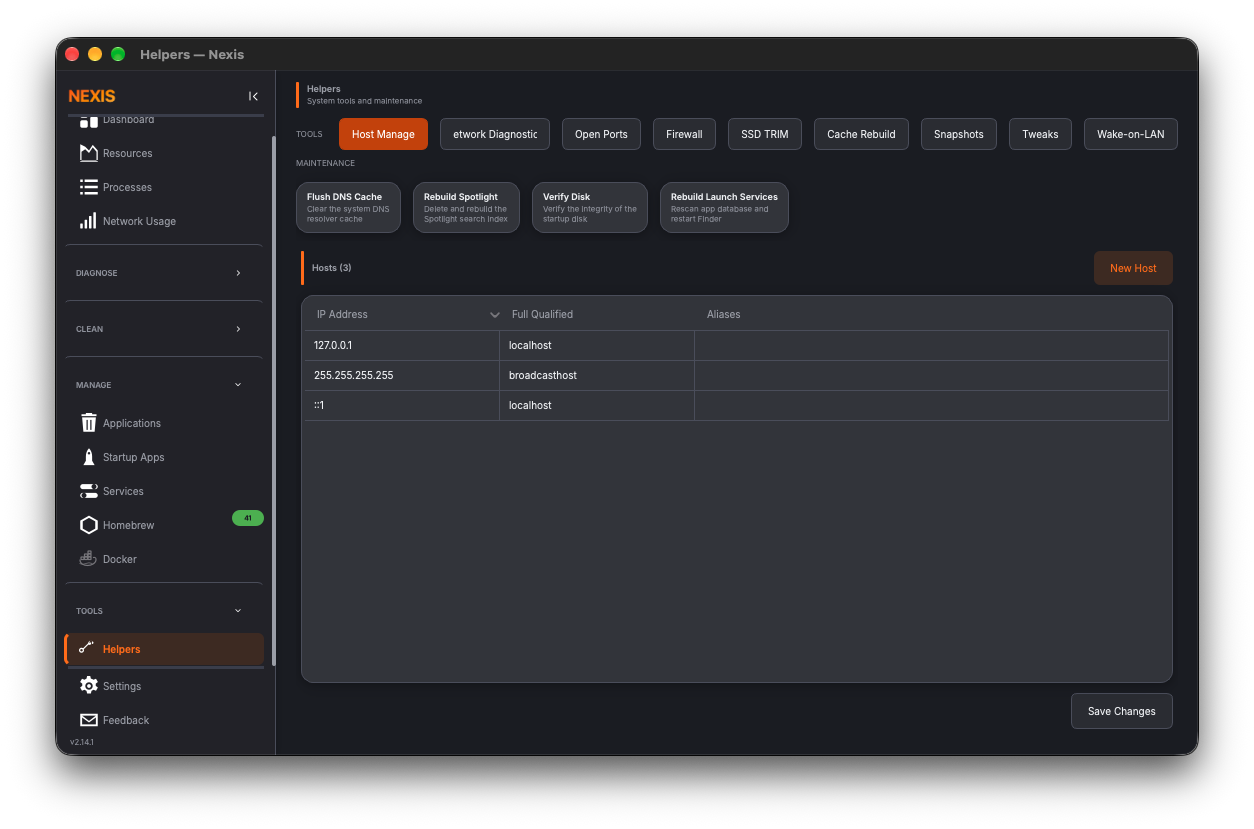 Helpers — Nexis
NEXIS
Dashboard
Resources
Processes
Network Usage
DIAGNOSE
CLEAN
MANAGE
Applications
Startup Apps
Services
Homebrew
41
Docker
TOOLS
Helpers
Settings
Feedback
v2.14.1
Helpers
System tools and maintenance
TOOLS
Host Manage
etwork Diagnostic
Open Ports
Firewall
SSD TRIM
Cache Rebuild
Snapshots
Tweaks
Wake-on-LAN
MAINTENANCE
Flush DNS Cache
Clear the system DNS
resolver cache
Rebuild Spotlight
Delete and rebuild the
Spotlight search index
Verify Disk
Verify the integrity of the
startup disk
Rebuild Launch Services
Rescan app database and
restart Finder
Hosts (3)
New Host
IP Address Full Qualified Aliases
127.0.0.1 localhost
255.255.255.255 broadcasthost
::1 localhost
Save Changes